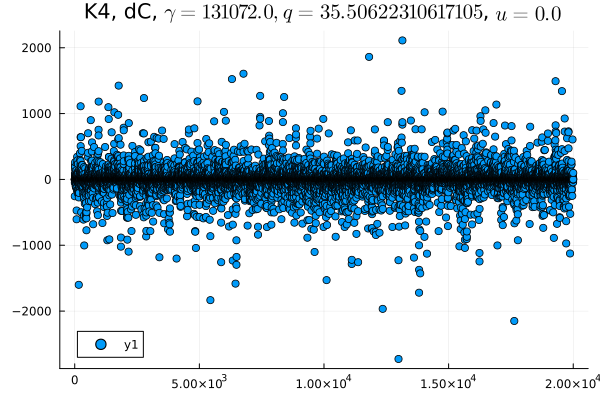 K4, dC, γ = 131072.0, q = 35.50622310617105, u = 0.0
2000
1000
0
−1000
−2000
y1
0 5.00×10³ 1.00×10⁴ 1.50×10⁴ 2.00×10⁴